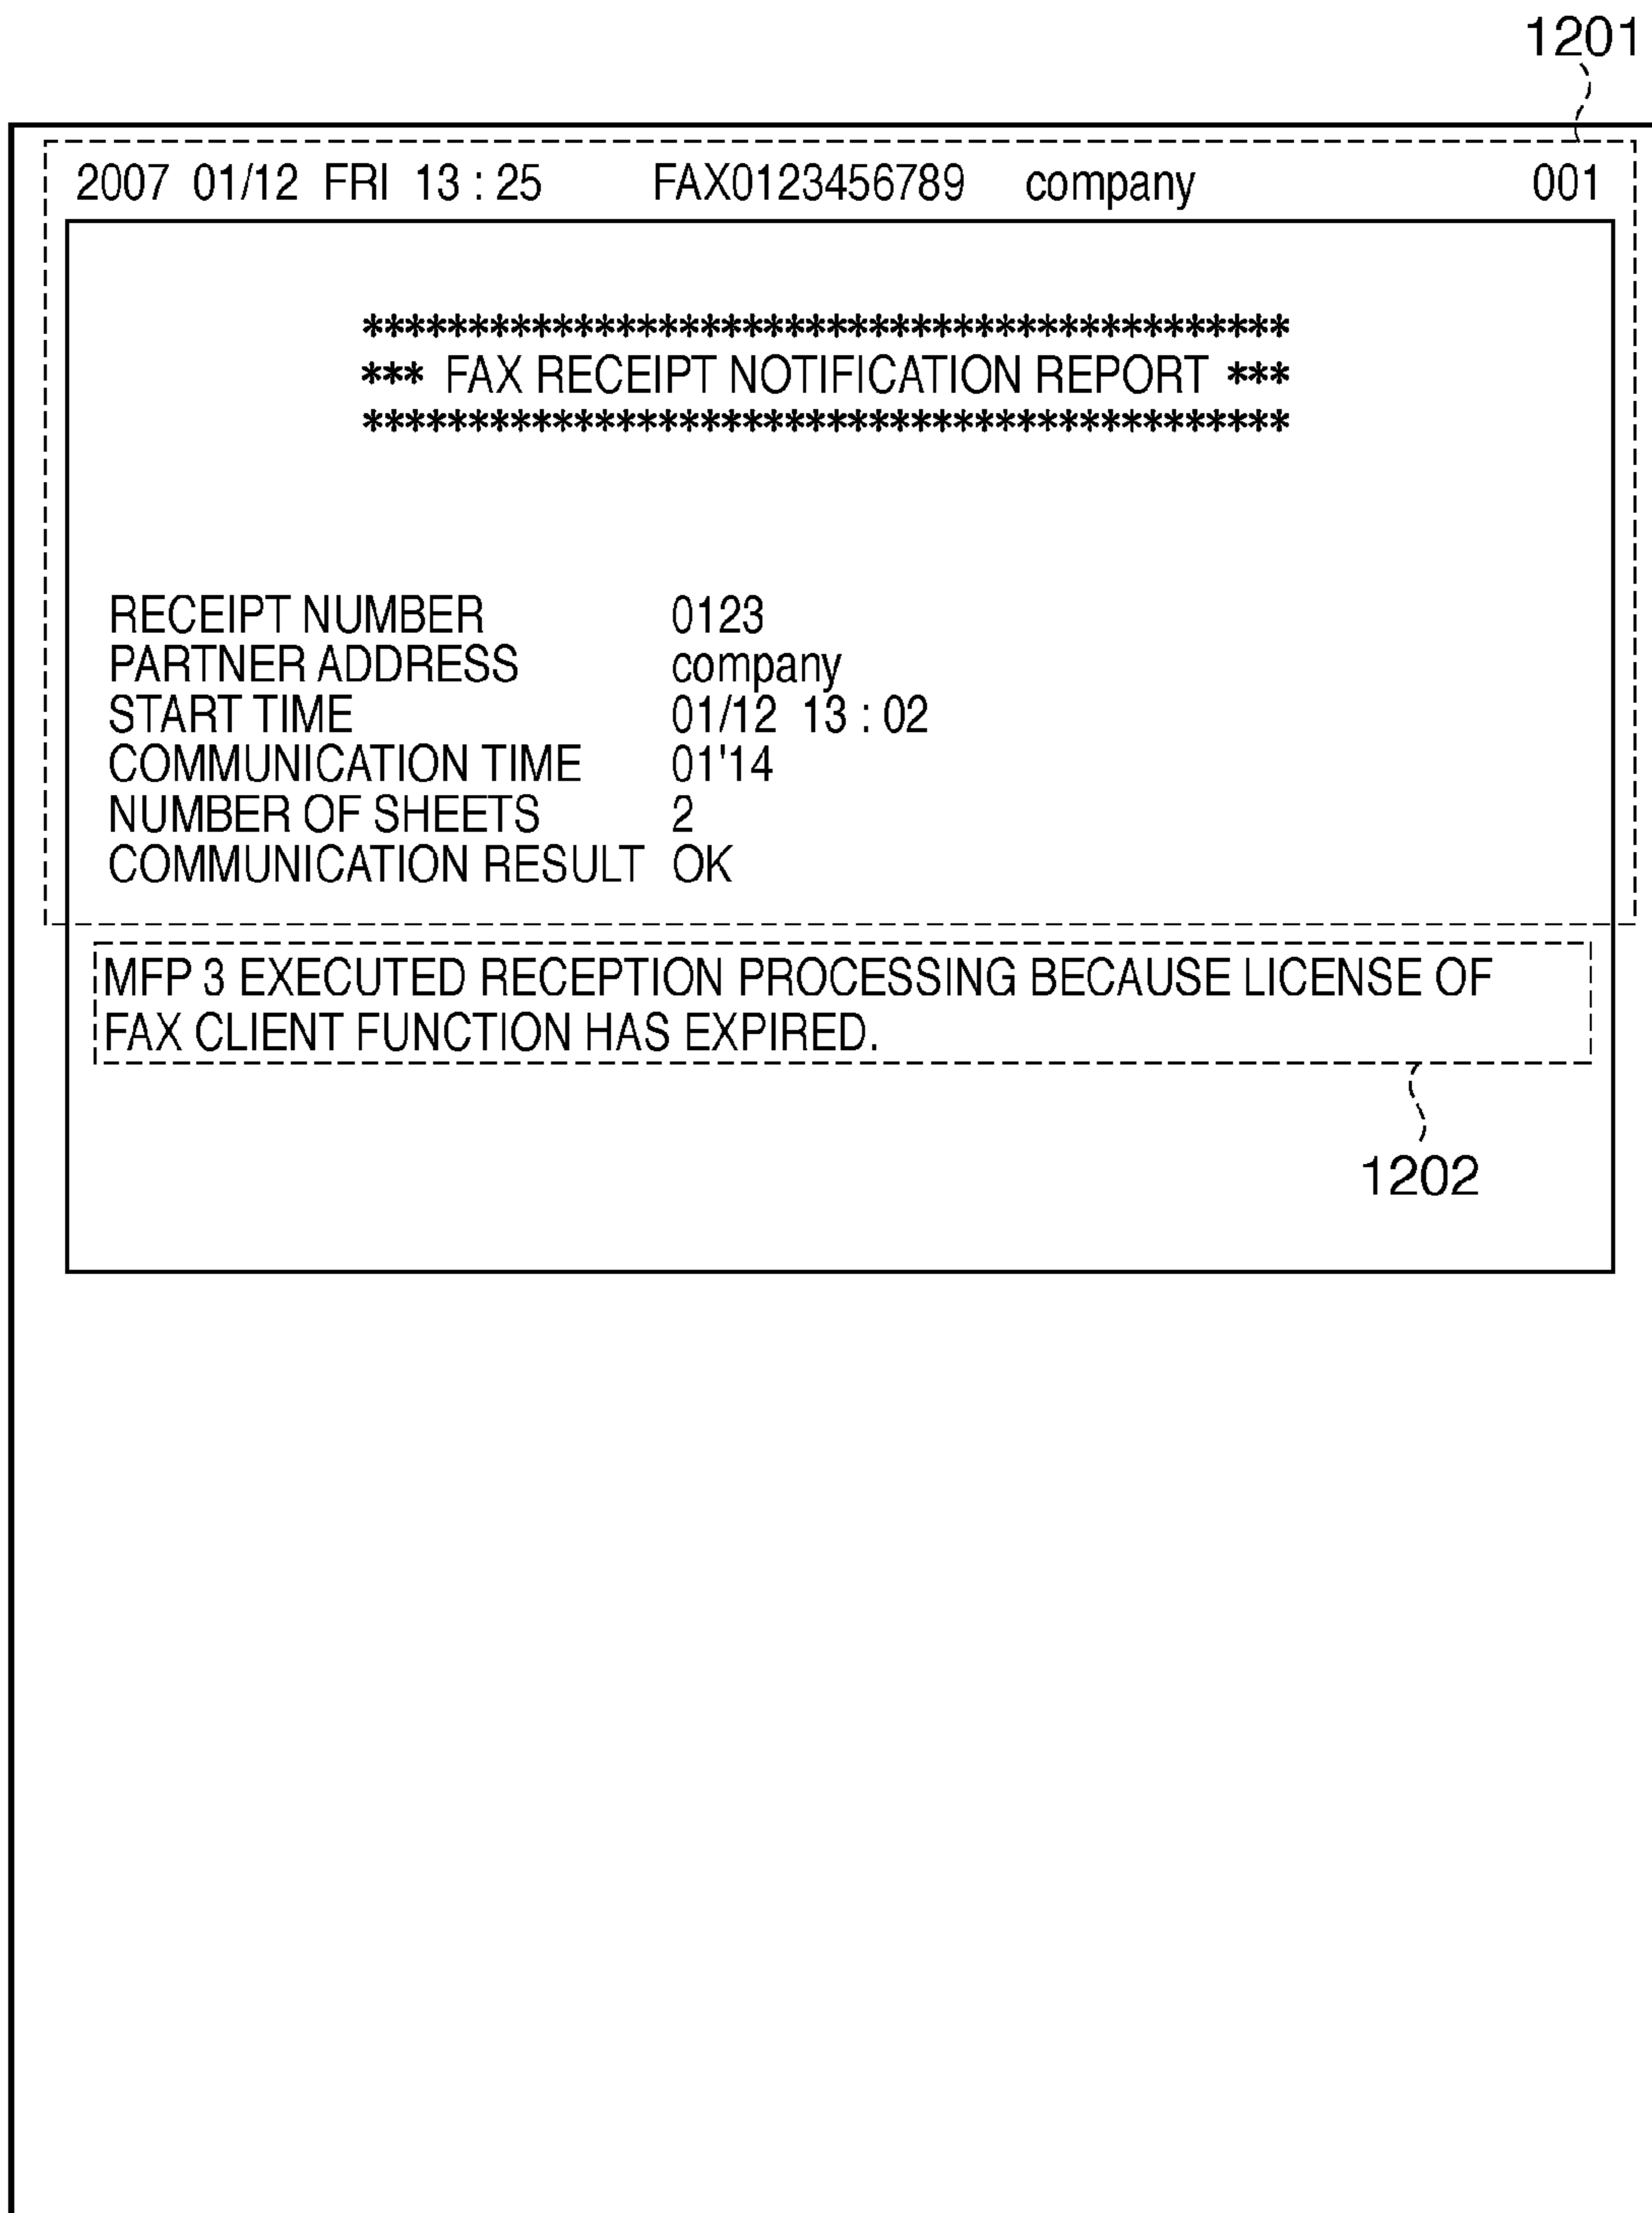 1201
2007 01/12 FRI 13 : 25 FAX0123456789 company 001
********************************************
*** FAX RECEIPT NOTIFICATION REPORT ***
********************************************
RECEIPT NUMBER 0123
PARTNER ADDRESS company
START TIME 01/12 13 : 02
COMMUNICATION TIME 01'14
NUMBER OF SHEETS 2
COMMUNICATION RESULT OK
MFP 3 EXECUTED RECEPTION PROCESSING BECAUSE LICENSE OF
FAX CLIENT FUNCTION HAS EXPIRED.
1202